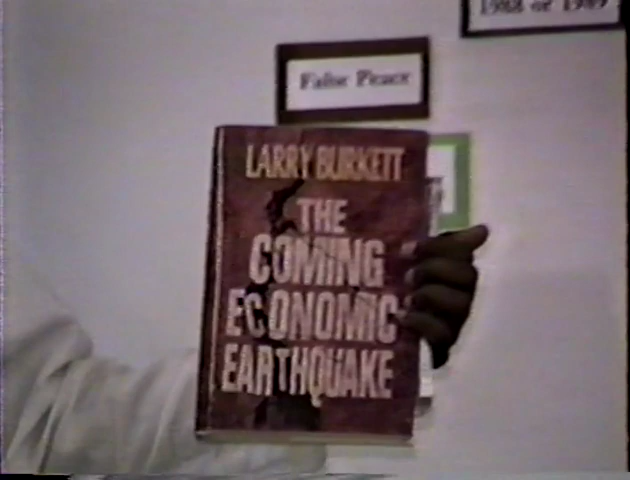 1988 or 1989
False Peace
LARRY BURKETT
THE
COMING
ECONOMIC
EARTHQUAKE